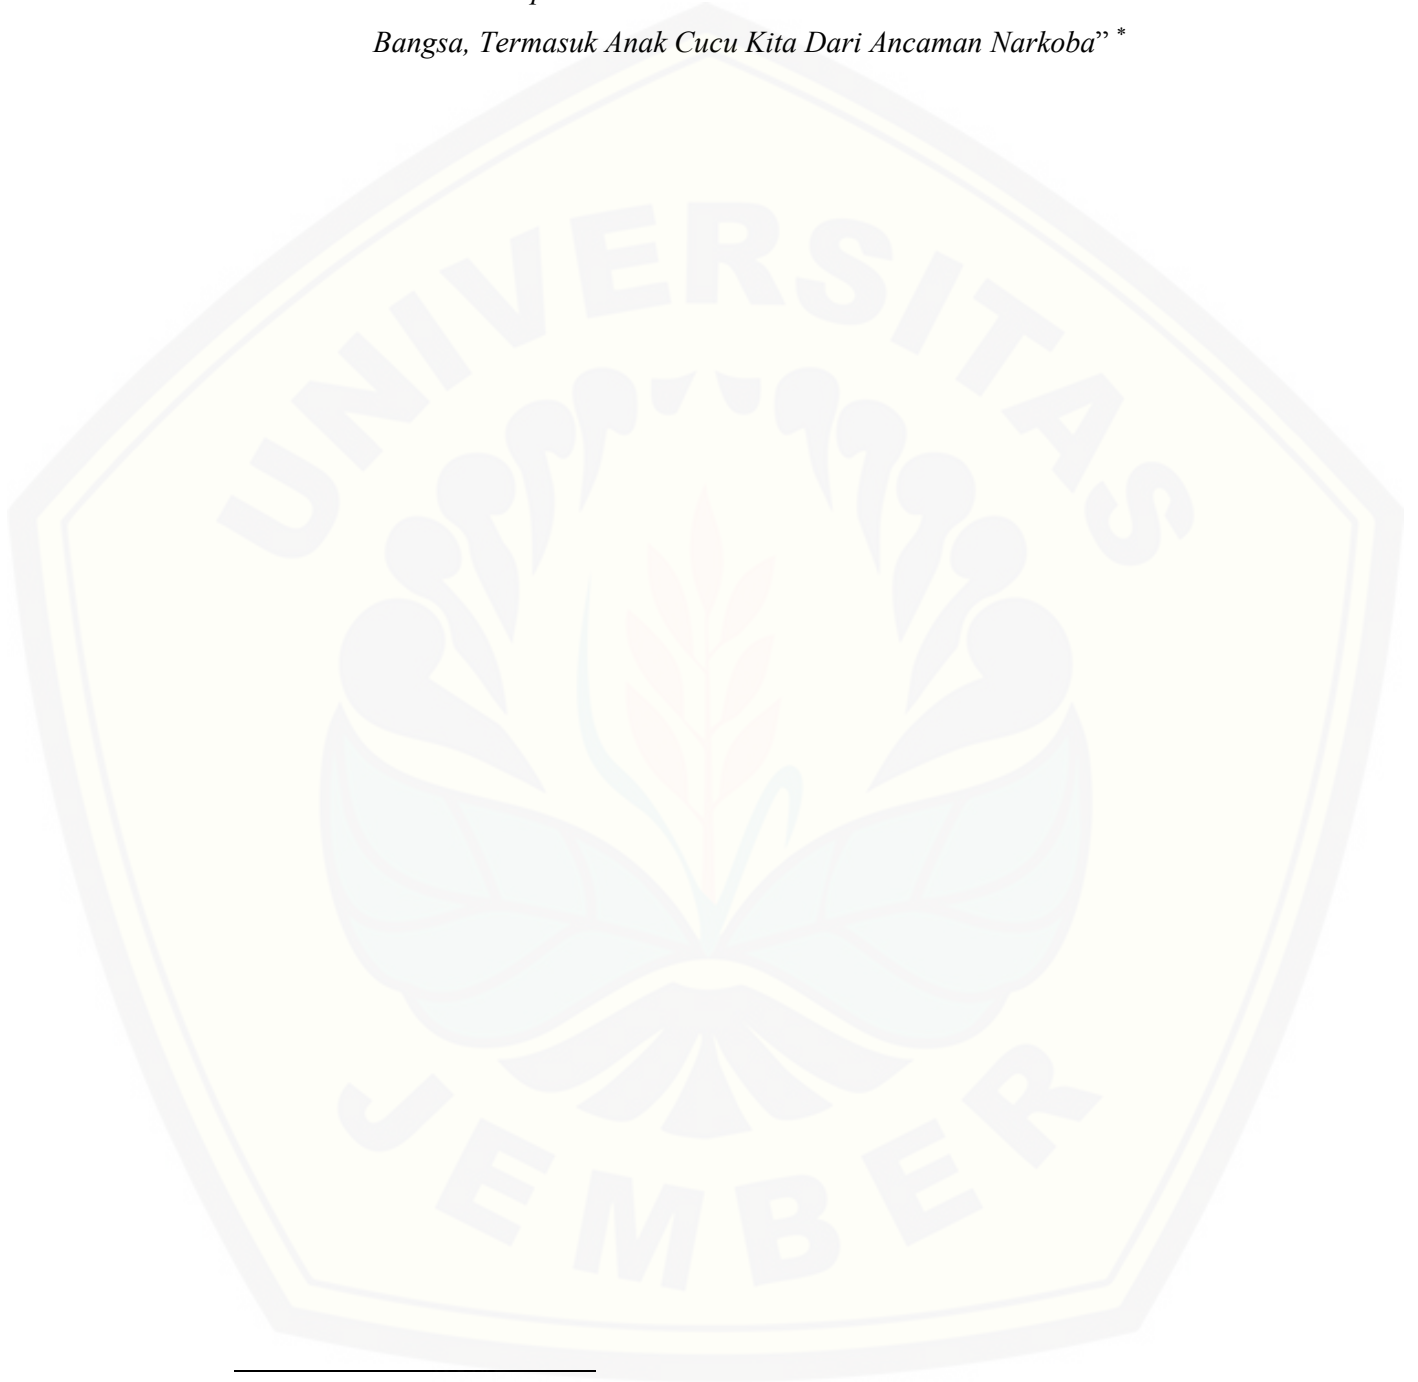 Bangsa, Termasuk Anak Cucu Kita Dari Ancaman Narkoba” *
UNIVERSITAS
JEMBER